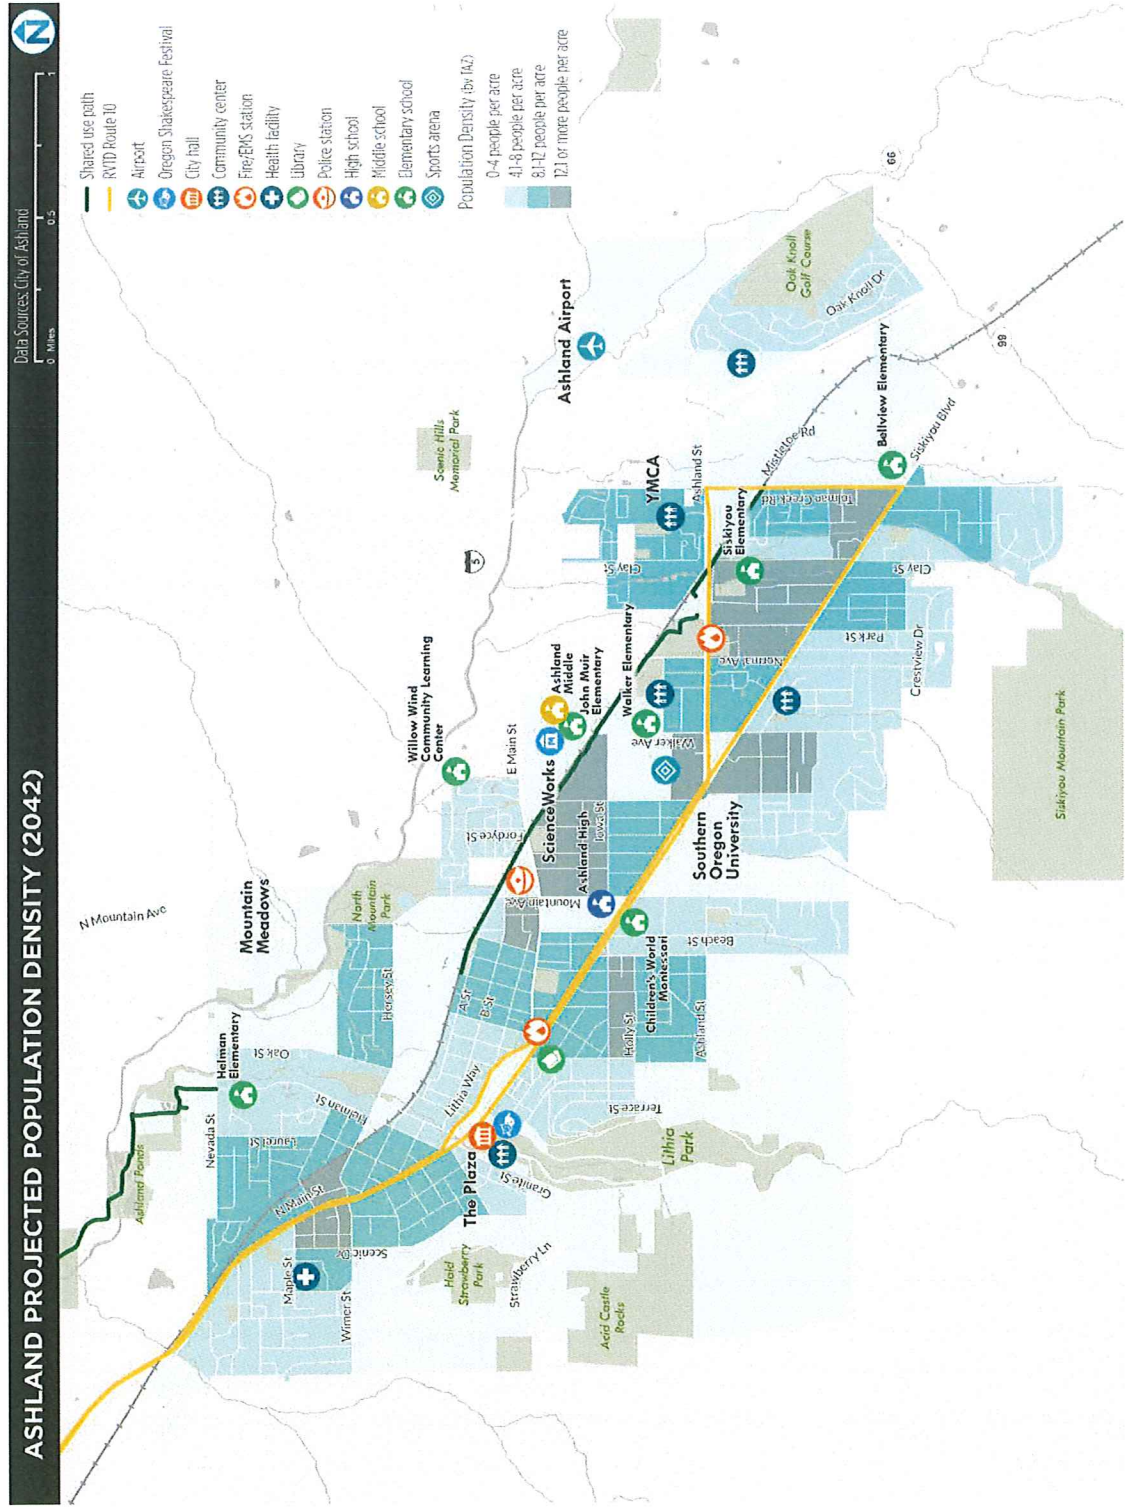 ASHLAND PROJECTED POPULATION DENSITY (2042)
Data Sources: City of Ashland
0
0.5
1
Miles
N
Shared use path
RVTD Route 10
Airport
Oregon Shakespeare Festival
City hall
Community center
Fire/EMS station
Health facility
Library
Police station
High school
Middle school
Elementary school
Sports arena
Population Density (by TAZ)
0-4 people per acre
4.1-8 people per acre
8.1-12 people per acre
12.1 or more people per acre
N Mountain Ave
Mountain
Meadows
North
Mountain
Park
Helman
Elementary
Ashland Ponds
Nevada St
Oak St
Laurel St
Helman St
Hersey St
N Main St
Maple St
Wimer St
Scenic Dr
Lithia Way
A St
B St
The Plaza
Granite St
Hald
Strawberry
Park
Strawberry Ln
Acid Castle
Rocks
Lithia
Park
Terrace St
Holly St
Ashland St
Children's World
Montessori
Beach St
Mountain Ave
Ashland High
Iowa St
ScienceWorks
Fordyce St
E Main St
Willow Wind
Community Learning
Center
Ashland
Middle
John Muir
Elementary
Walker Elementary
Walker Ave
Southern
Oregon
University
Normal Ave
Park St
Crestview Dr
Clay St
Siskiyou
Elementary
Clay St
YMCA
Ashland St
Tolman Creek Rd
Mistletoe Rd
Bellview Elementary
Siskiyou Blvd
Siskiyou Mountain Park
Scenic Hills
Memorial Park
5
Ashland Airport
Oak Knoll
Golf Course
Oak Knoll Dr
66
99